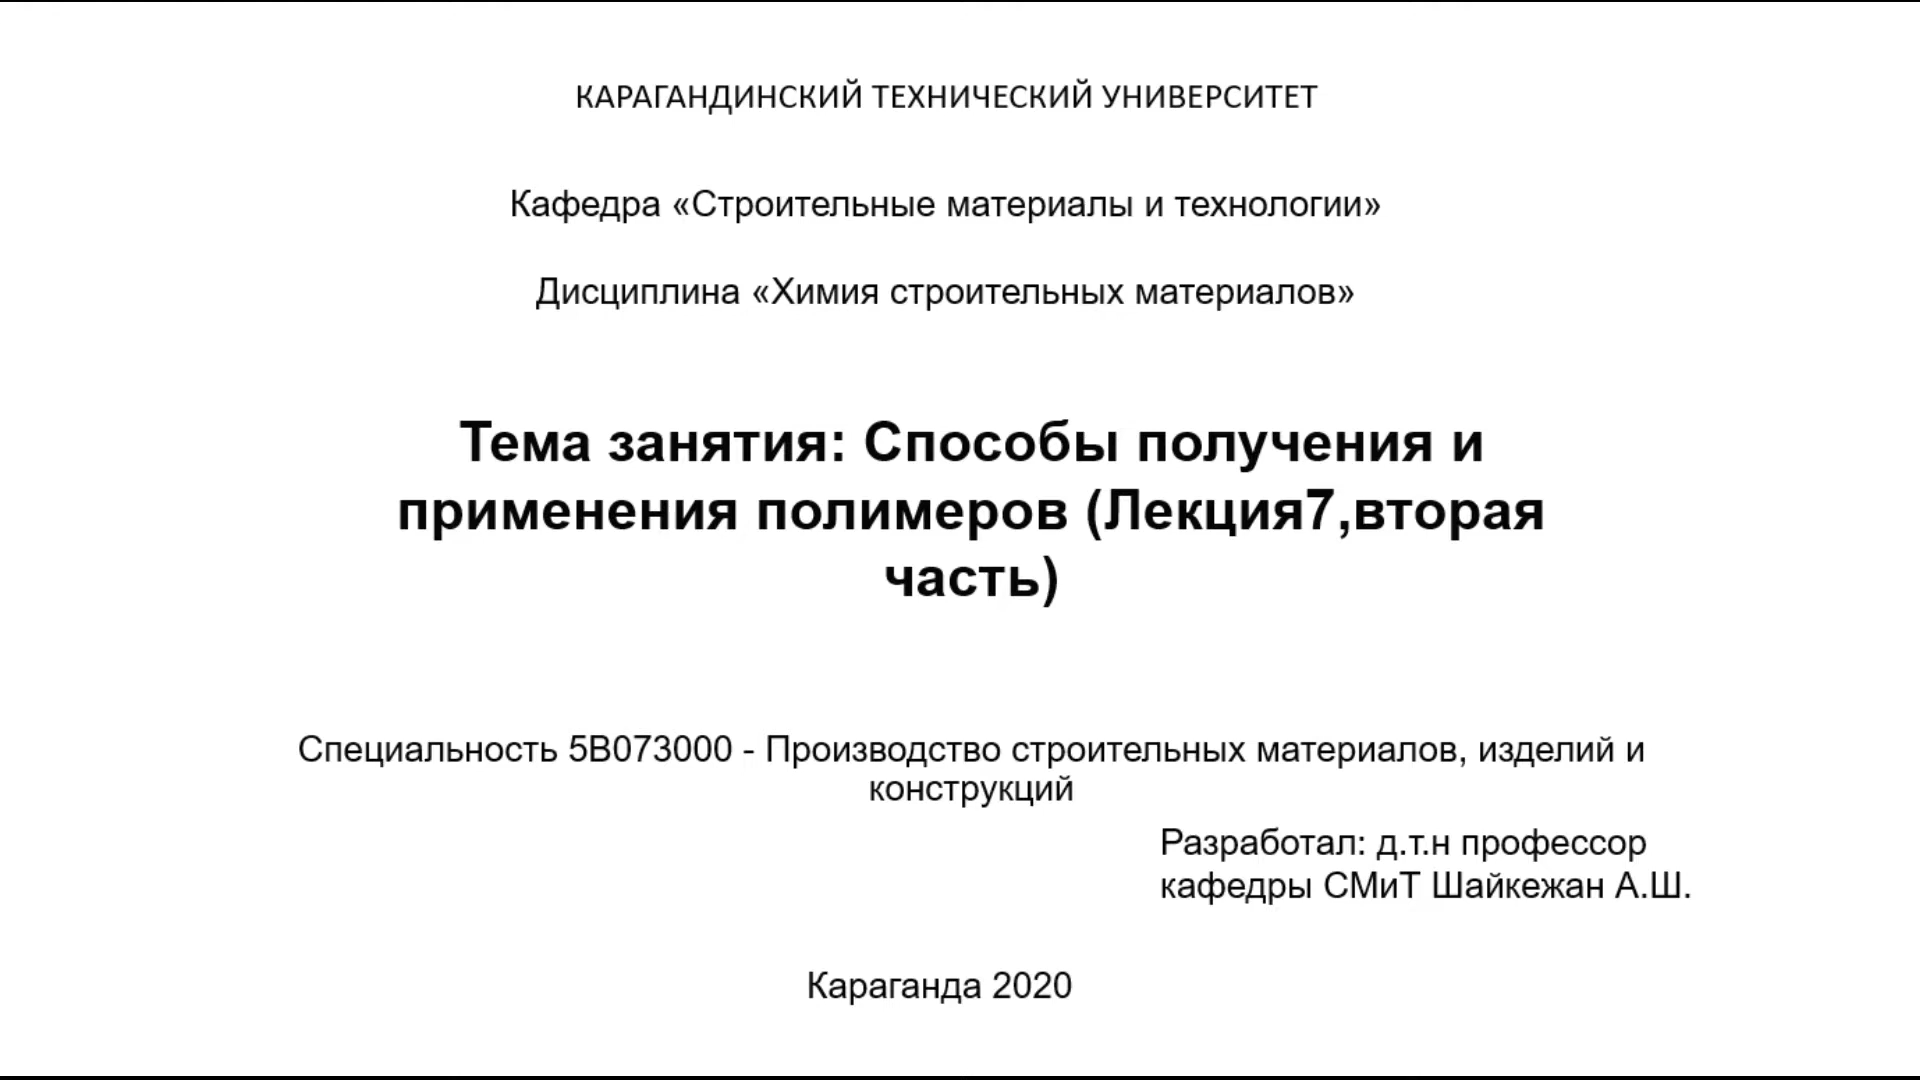 КАРАГАНДИНСКИЙ ТЕХНИЧЕСКИЙ УНИВЕРСИТЕТ
Кафедра «Строительные материалы и технологии»
Дисциплина «Химия строительных материалов»
Тема занятия: Способы получения и
применения полимеров (Лекция7,вторая
часть)
Специальность 5В073000 - Производство строительных материалов, изделий и
конструкций
Разработал: д.т.н профессор
кафедры СМиТ Шайкежан А.Ш.
Караганда 2020